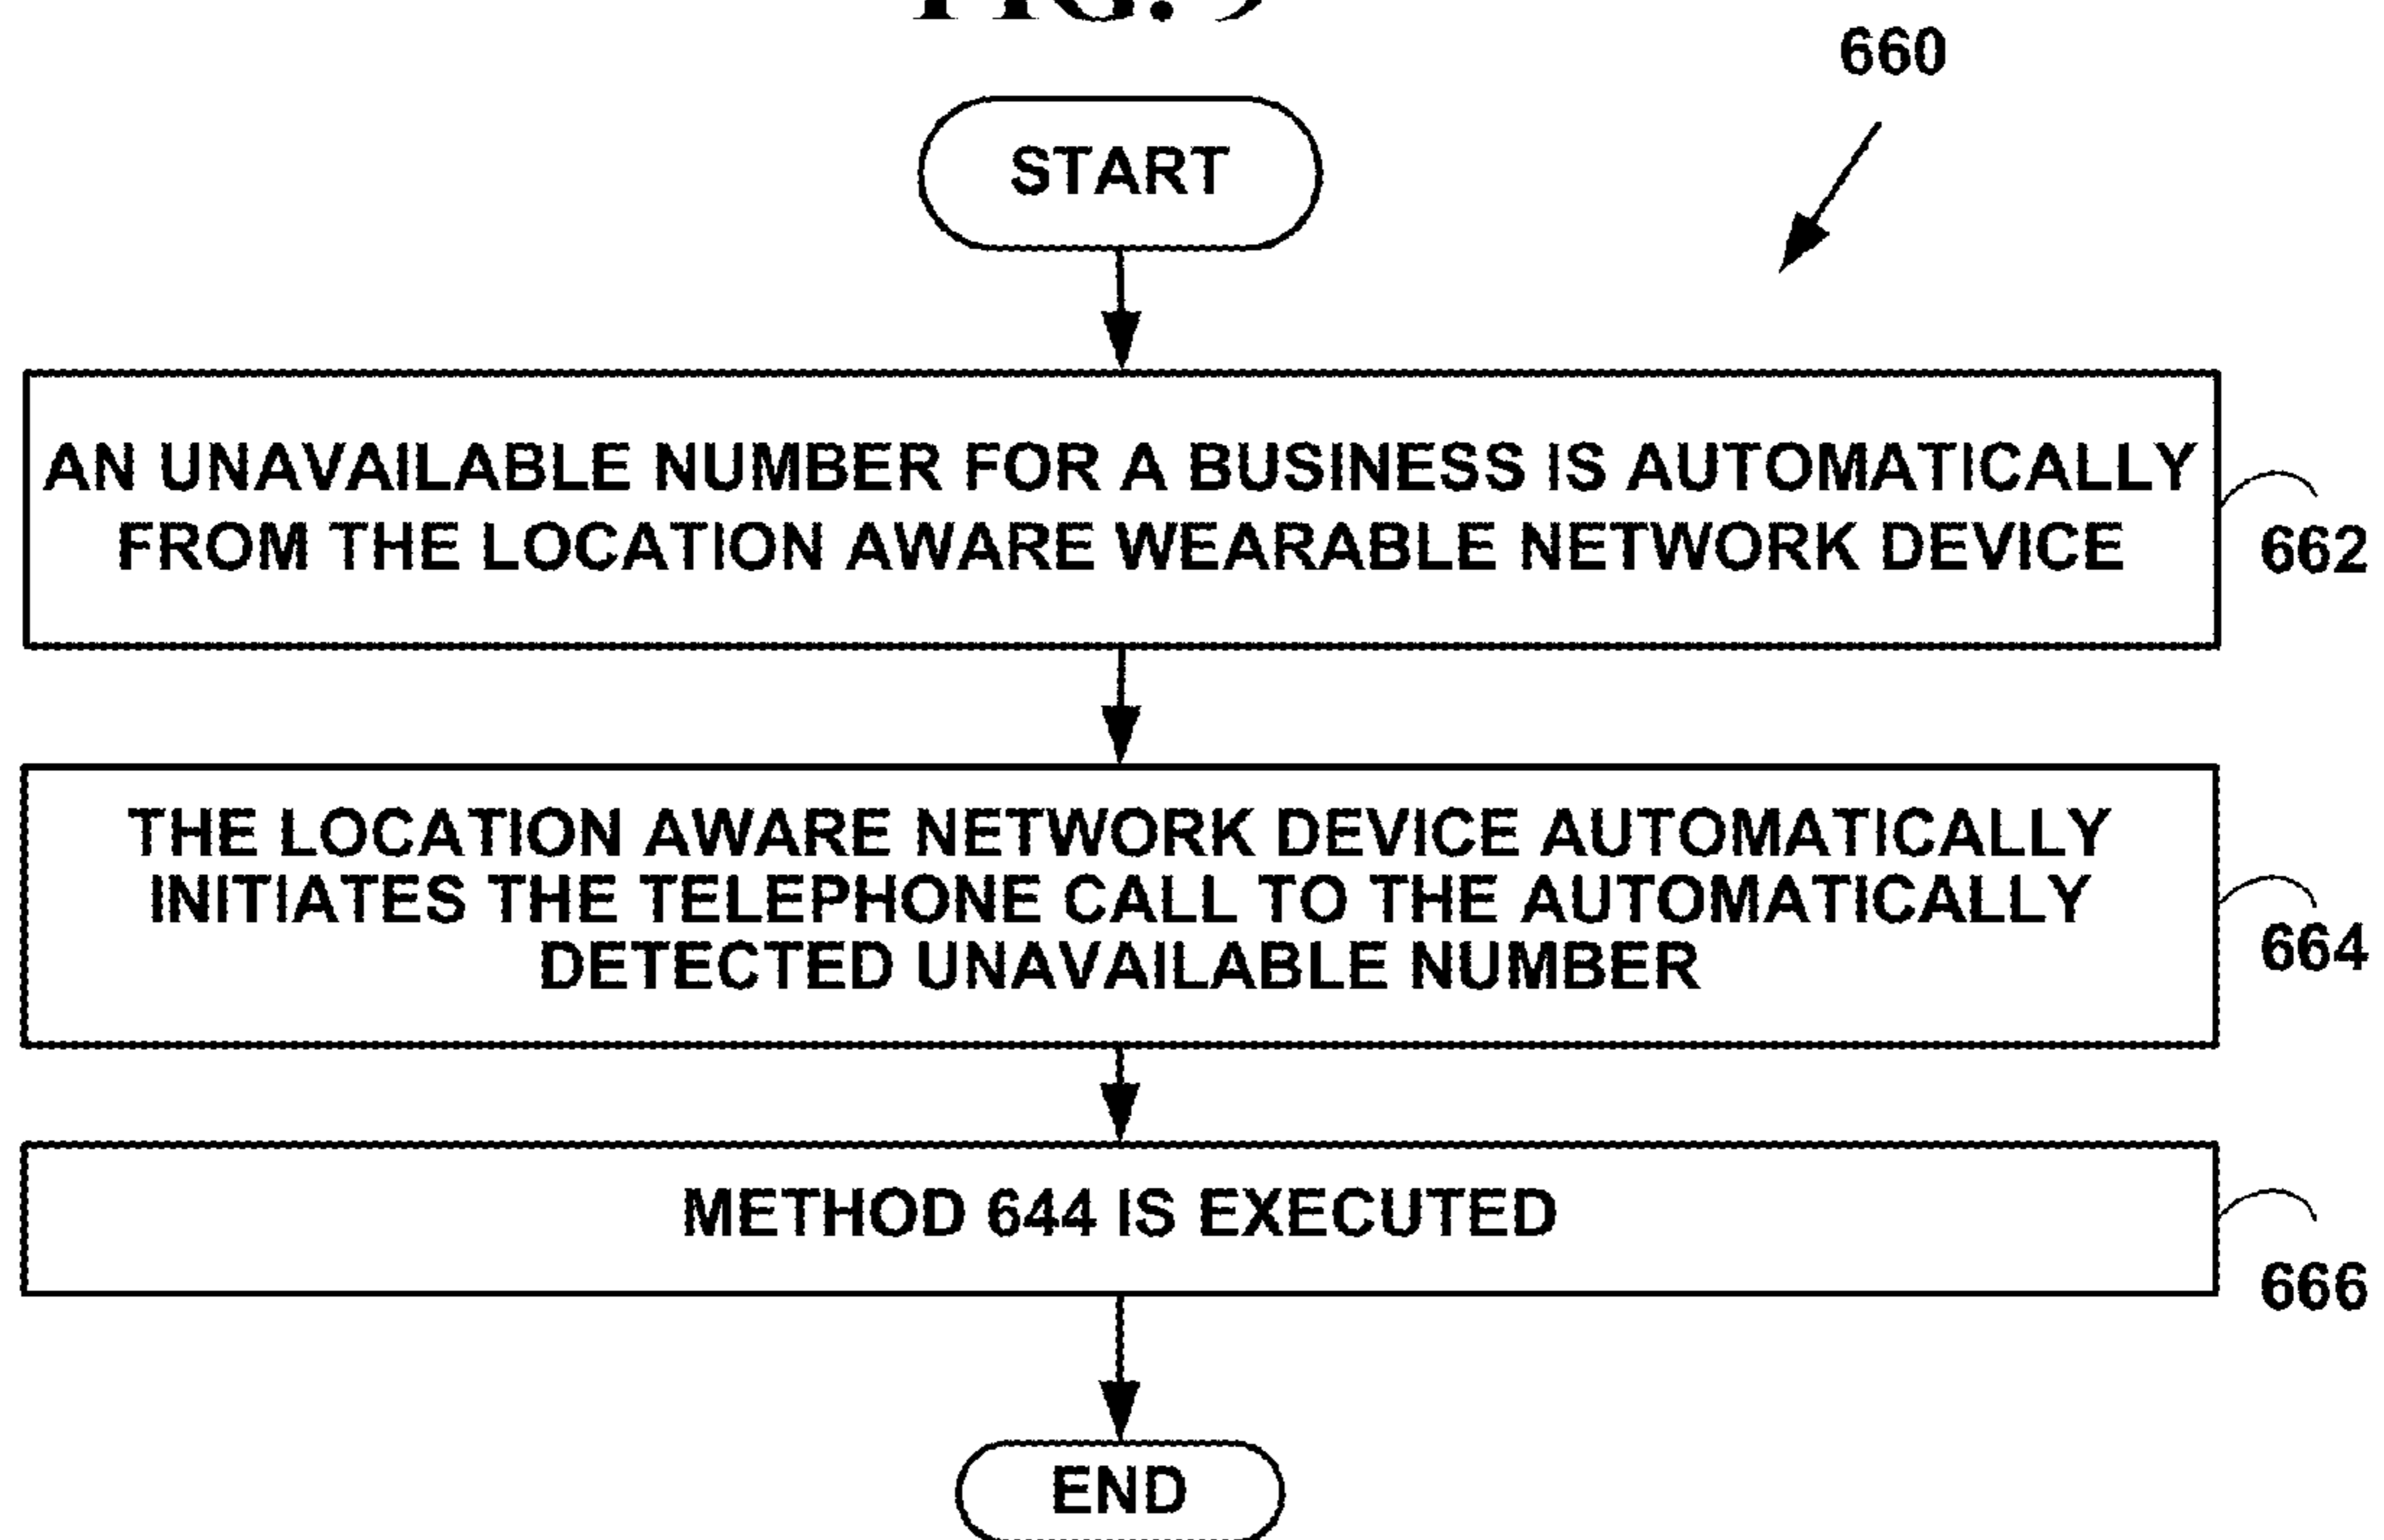 660
START
AN UNAVAILABLE NUMBER FOR A BUSINESS IS AUTOMATICALLY
FROM THE LOCATION AWARE WEARABLE NETWORK DEVICE
662
THE LOCATION AWARE NETWORK DEVICE AUTOMATICALLY
INITIATES THE TELEPHONE CALL TO THE AUTOMATICALLY
DETECTED UNAVAILABLE NUMBER
664
METHOD 644 IS EXECUTED
666
END